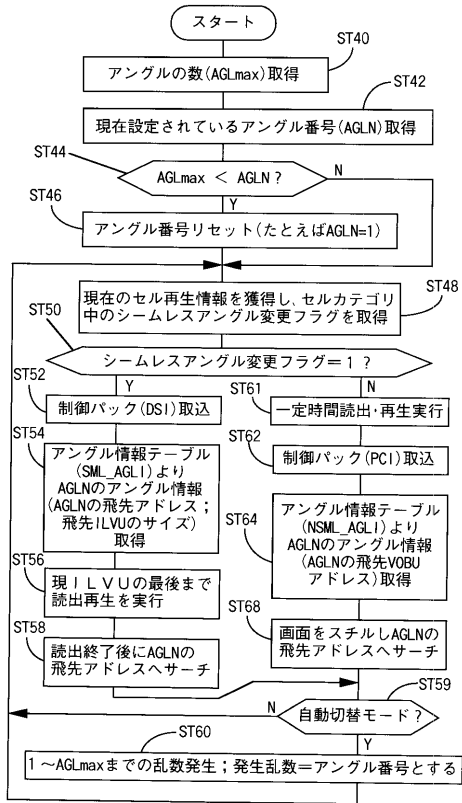 スタート
ST40
アングルの数(AGLmax)取得
ST42
現在設定されているアングル番号(AGLN)取得
ST44
AGLmax < AGLN ?
N
Y
ST46
アングル番号リセット(たとえばAGLN=1)
ST48
現在のセル再生情報を獲得し、セルカテゴリ
中のシームレスアングル変更フラグを取得
ST50
シームレスアングル変更フラグ=1 ?
Y
N
ST52
制御パック(DSI)取込
ST54
アングル情報テーブル
(SML_AGLI)より
AGLNのアングル情報
(AGLNの飛先アドレス;
飛先ILVUのサイズ)
取得
ST56
現ILVUの最後まで
読出再生を実行
ST58
読出終了後にAGLNの
飛先アドレスへサーチ
ST61
一定時間読出・再生実行
ST62
制御パック(PCI)取込
ST64
アングル情報テーブル
(NSML_AGLI)より
AGLNのアングル情報
(AGLNの飛先VOBU
アドレス)取得
ST68
画面をスチルしAGLNの
飛先アドレスへサーチ
ST59
自動切替モード?
N
Y
ST60
1~AGLmaxまでの乱数発生;発生乱数=アングル番号とする